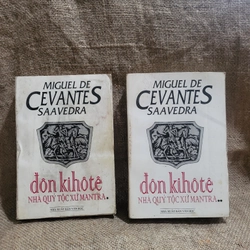 MIGUEL DE
CEVANTES
SAAVEDRA
đôn kihôtê
NHÀ QUÝ TỘC XỨ MANTRA.
MIGUEL DE
CEVANTES
SAAVEDRA
đôn kihôtê
NHÀ QUÝ TỘC XỨ MANTRA..